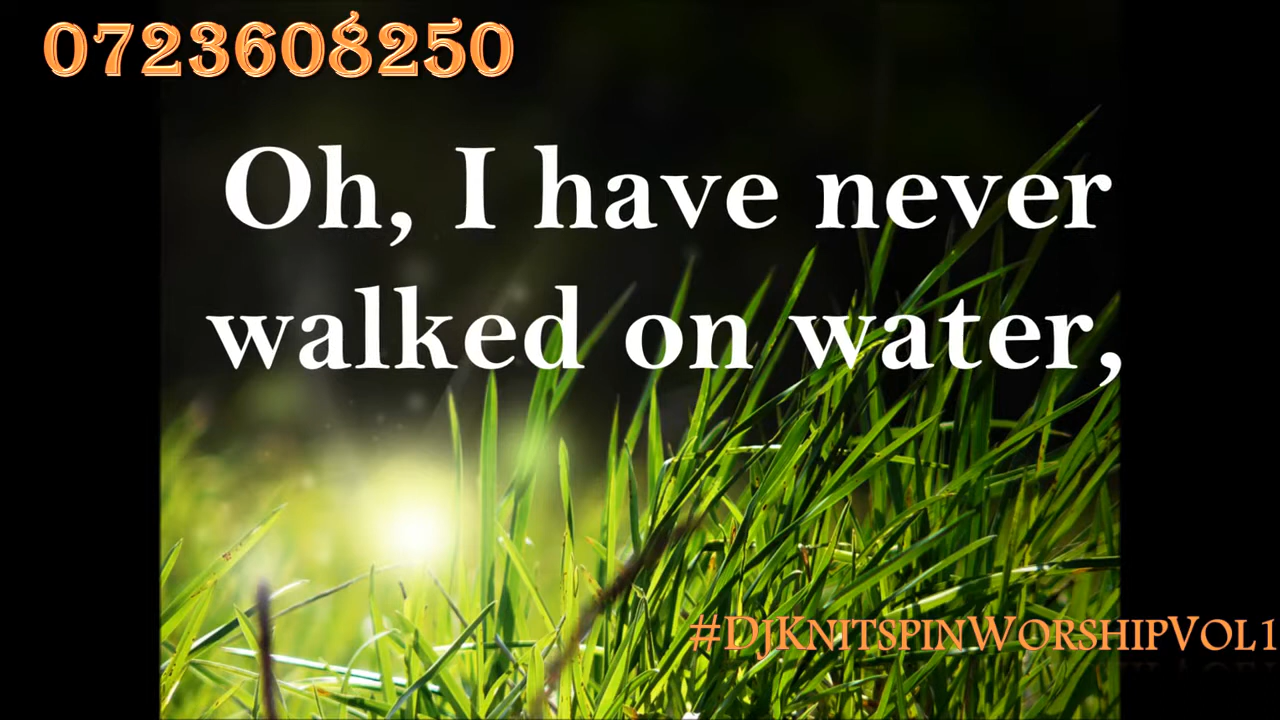 0723608250
Oh, I have never
walked on water,
#DJKNITSPINWORSHIPVOL1